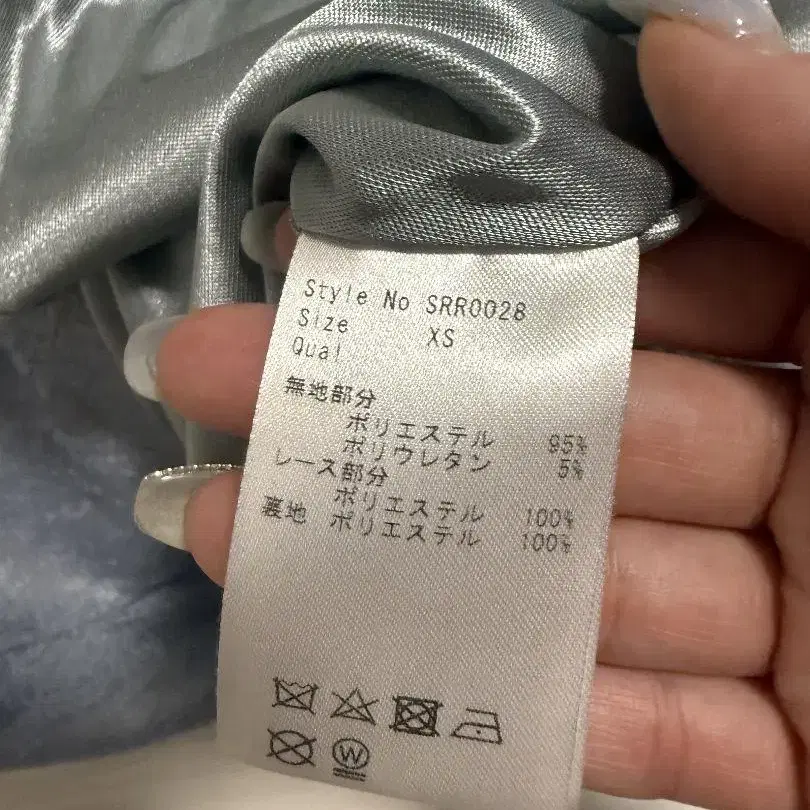 Style No SRR0028
Size XS
Qual
無地部分
ポリエステル 95%
ポリウレタン 5%
レース部分
ポリエステル 100%
裏地 ポリエステル 100%
W